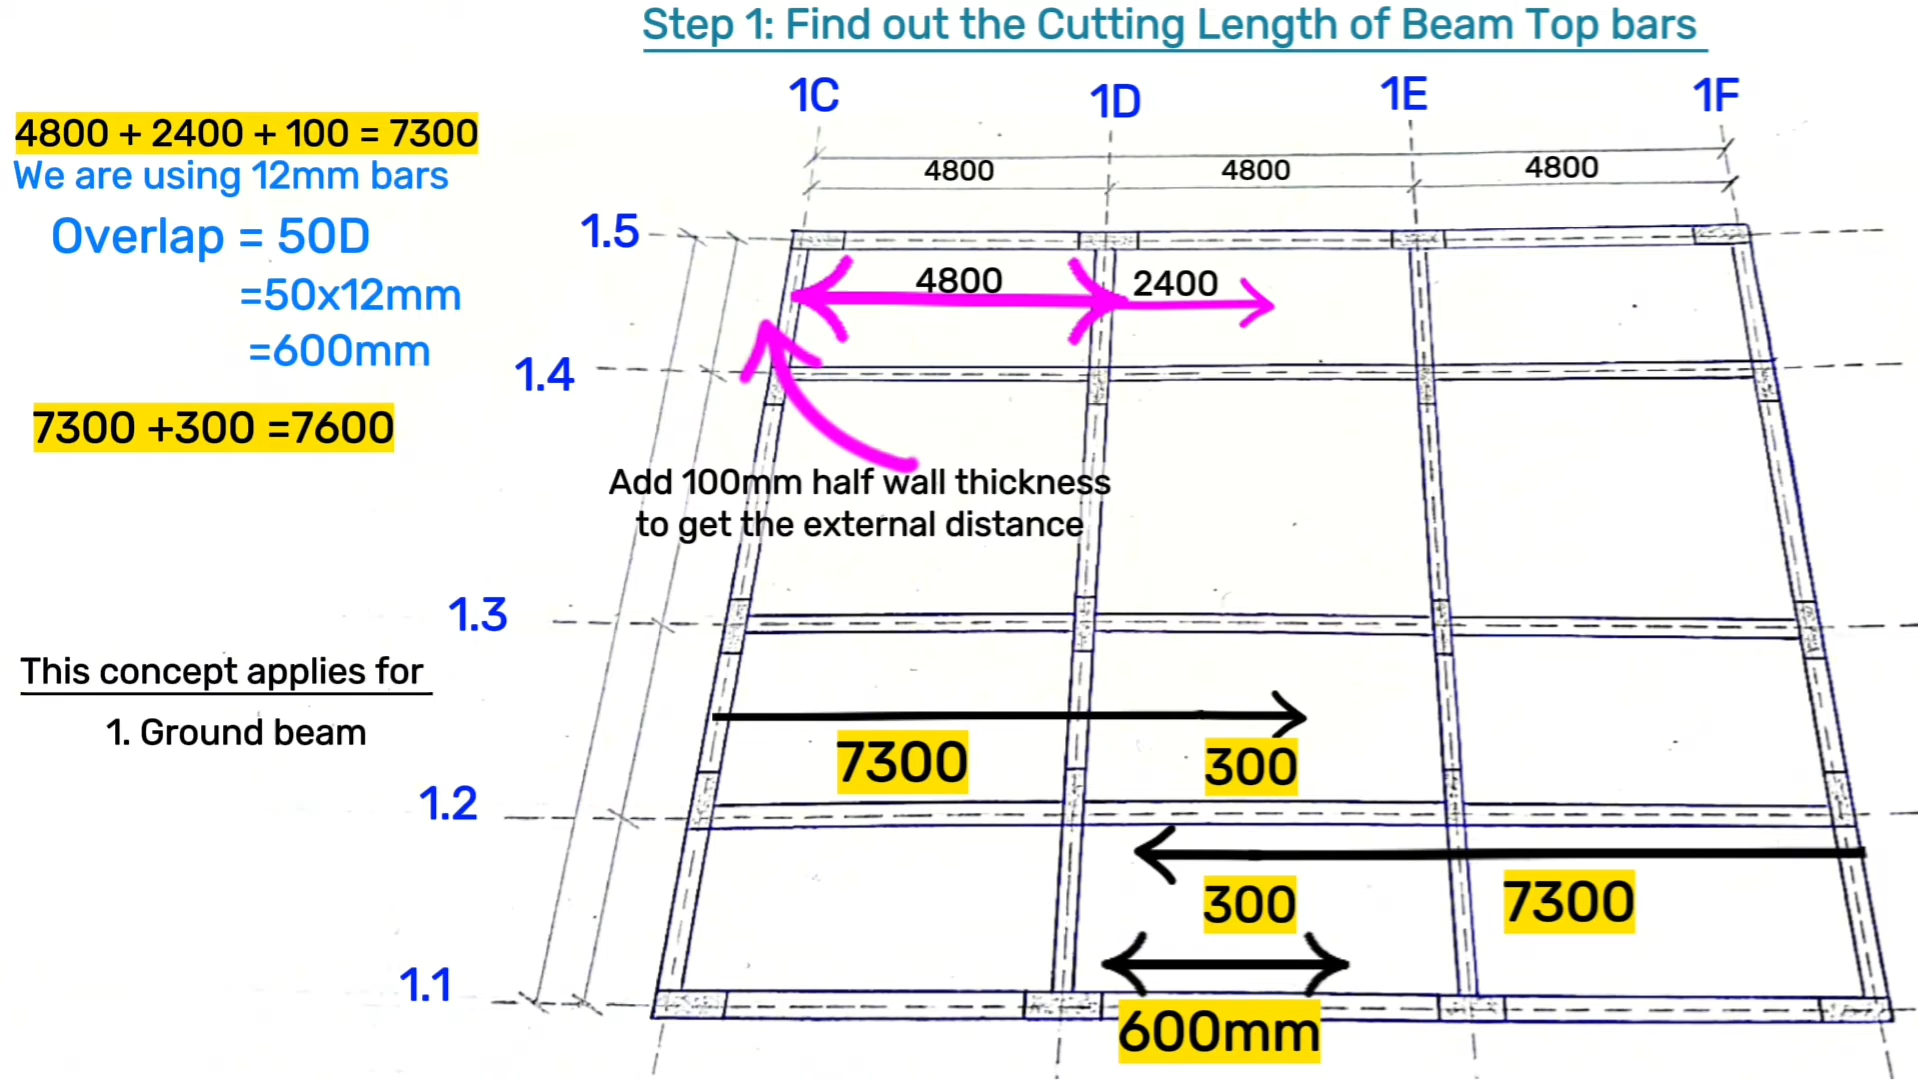 Step 1: Find out the Cutting Length of Beam Top bars
1C
1D
1E
1F
4800 + 2400 + 100 = 7300
We are using 12mm bars
4800
4800
4800
Overlap = 50D
=50x12mm
=600mm
1.5
4800
2400
1.4
7300 +300 =7600
Add 100mm half wall thickness
to get the external distance
1.3
This concept applies for
1. Ground beam
7300
300
1.2
300
7300
1.1
600mm